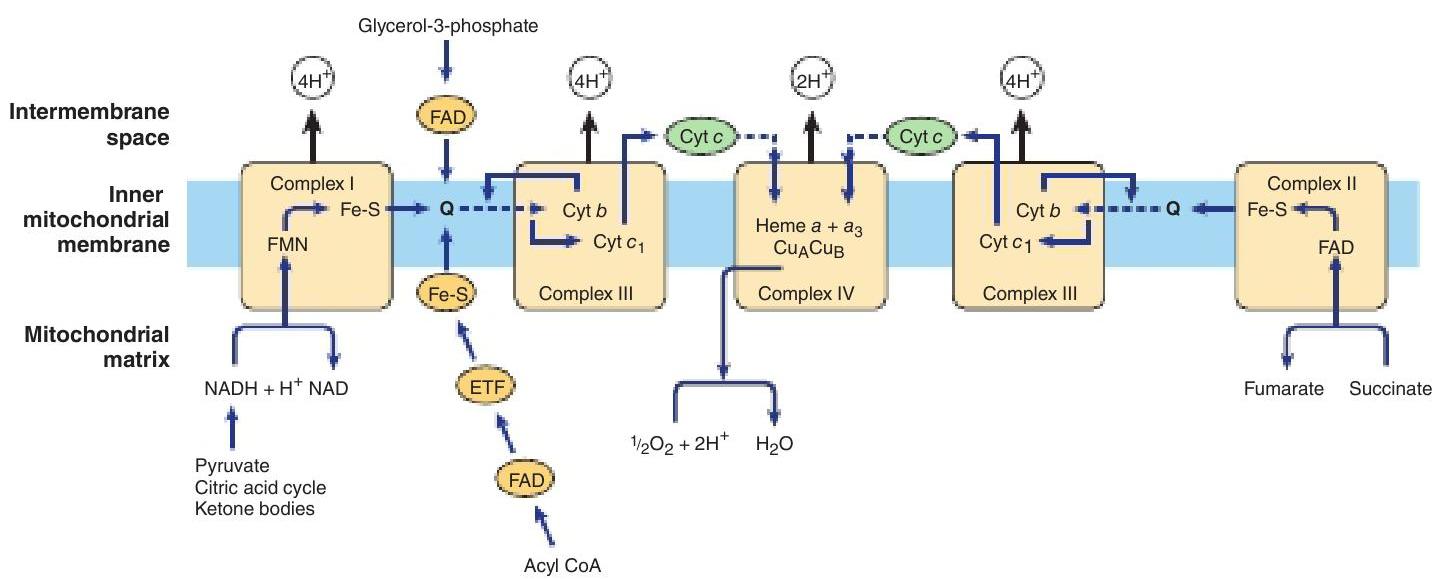 Glycerol-3-phosphate
4H⁺
4H⁺
2H⁺
4H⁺
Intermembrane
space
FAD
Cyt c
Cyt c
Inner
mitochondrial
membrane
Complex I
Fe-S
FMN
Q
Cyt b
Cyt c₁
Complex III
Heme a + a₃
Cu_ACu_B
Complex IV
Cyt b
Cyt c₁
Complex III
Q
Complex II
Fe-S
FAD
Fe-S
Mitochondrial
matrix
NADH + H⁺ NAD
ETF
Fumarate
Succinate
½O₂ + 2H⁺
H₂O
Pyruvate
Citric acid cycle
Ketone bodies
FAD
Acyl CoA